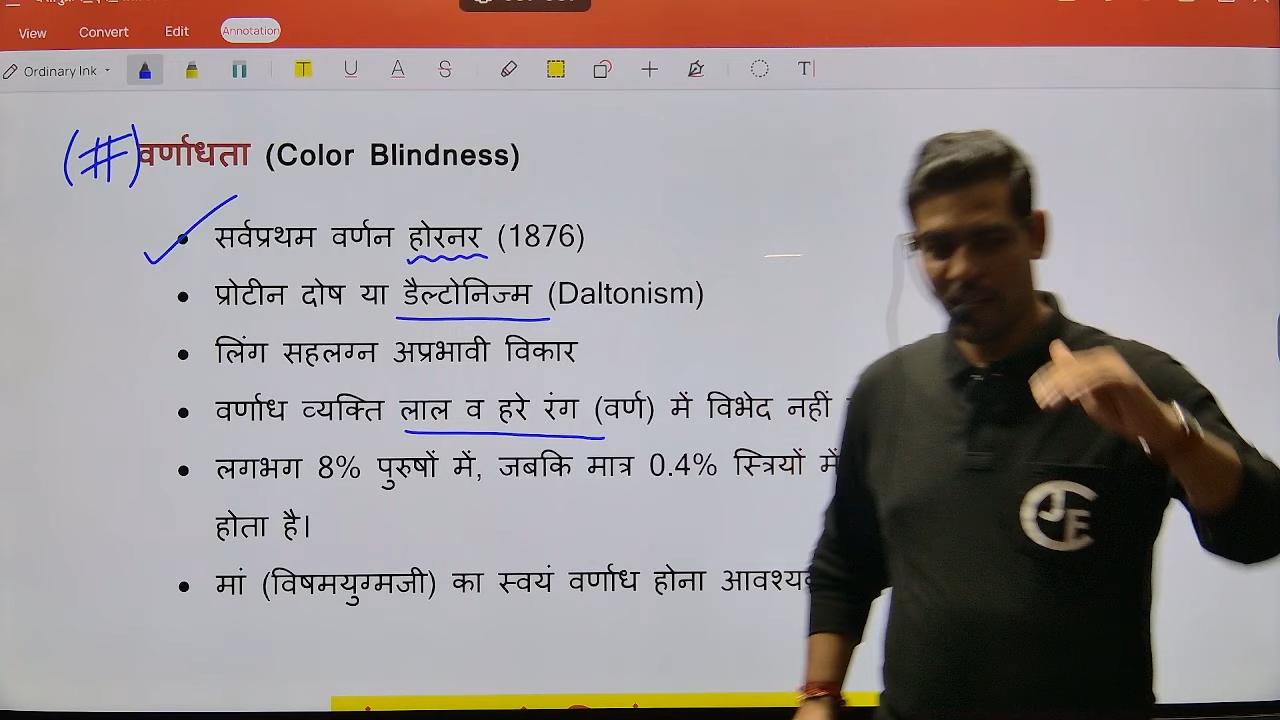 View Convert Edit Annotation
Ordinary Ink T U A S T
(#) वर्णाधता (Color Blindness)
सर्वप्रथम वर्णन होरनर (1876)
प्रोटीन दोष या डैल्टोनिज्म (Daltonism)
लिंग सहलग्न अप्रभावी विकार
वर्णाध व्यक्ति लाल व हरे रंग (वर्ण) में विभेद नहीं
लगभग 8% पुरुषों में, जबकि मात्र 0.4% स्त्रियों में
होता है।
मां (विषमयुग्मजी) का स्वयं वर्णाध होना
CJE